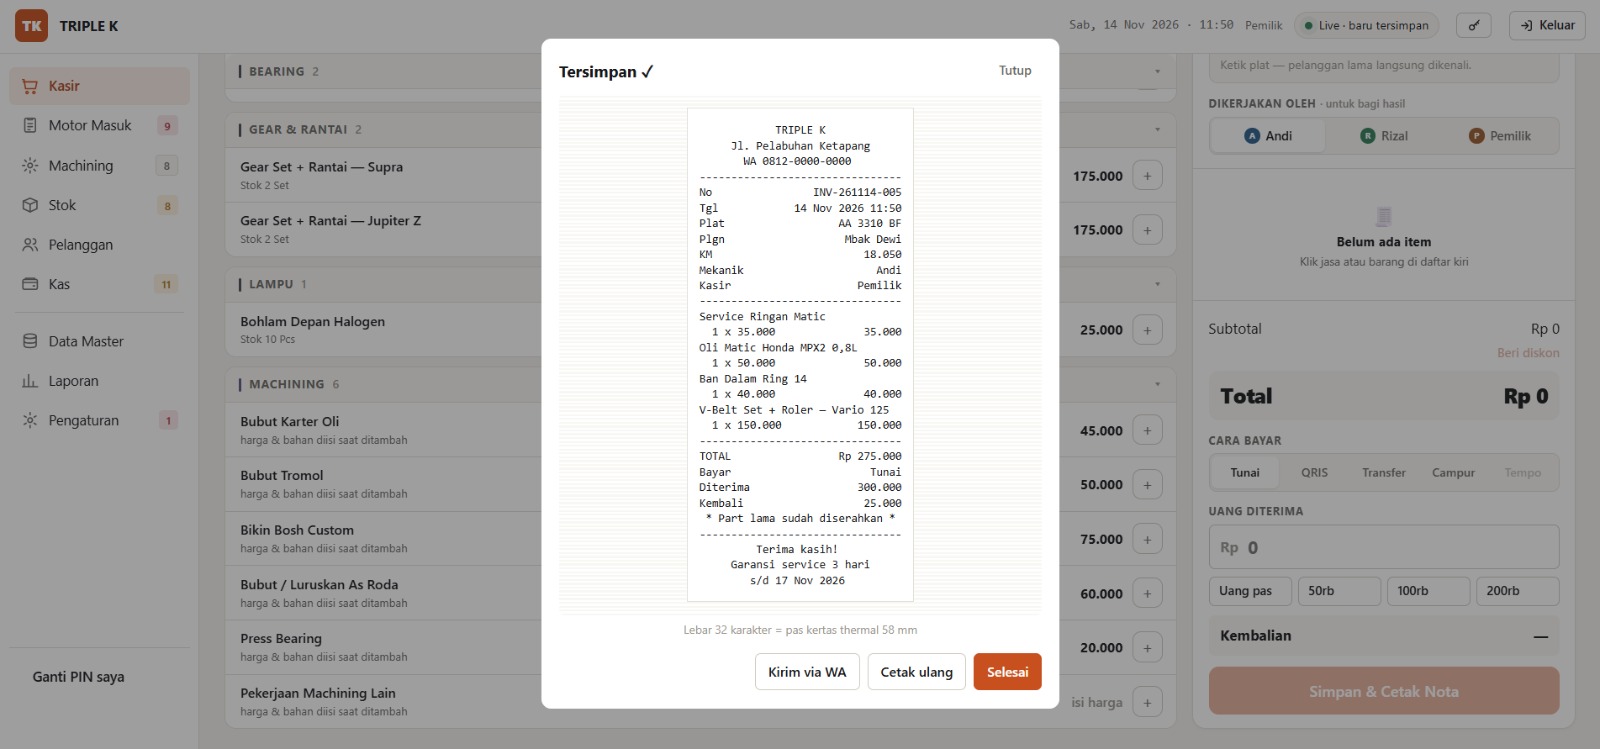 TK TRIPLE K
Sab, 14 Nov 2026 · 11:50 Pemilik Live · baru tersimpan Keluar
Kasir
Motor Masuk 9
Machining 8
Stok 8
Pelanggan
Kas 11
Data Master
Laporan
Pengaturan 1
Ganti PIN saya
BEARING 2
GEAR & RANTAI 2
Gear Set + Rantai — Supra
Stok 2 Set
175.000 +
Gear Set + Rantai — Jupiter Z
Stok 2 Set
175.000 +
LAMPU 1
Bohlam Depan Halogen
Stok 10 Pcs
25.000 +
MACHINING 6
Bubut Karter Oli
harga & bahan diisi saat ditambah
45.000 +
Bubut Tromol
harga & bahan diisi saat ditambah
50.000 +
Bikin Bosh Custom
harga & bahan diisi saat ditambah
75.000 +
Bubut / Luruskan As Roda
harga & bahan diisi saat ditambah
60.000 +
Press Bearing
harga & bahan diisi saat ditambah
20.000 +
Pekerjaan Machining Lain
harga & bahan diisi saat ditambah
isi harga +
Tersimpan ✓ Tutup
TRIPLE K
Jl. Pelabuhan Ketapang
WA 0812-0000-0000
--------------------------------
No INV-261114-005
Tgl 14 Nov 2026 11:50
Plat AA 3310 BF
Plgn Mbak Dewi
KM 18.050
Mekanik Andi
Kasir Pemilik
--------------------------------
Service Ringan Matic
1 x 35.000 35.000
Oli Matic Honda MPX2 0,8L
1 x 50.000 50.000
Ban Dalam Ring 14
1 x 40.000 40.000
V-Belt Set + Roler — Vario 125
1 x 150.000 150.000
--------------------------------
TOTAL Rp 275.000
Bayar Tunai
Diterima 300.000
Kembali 25.000
* Part lama sudah diserahkan *
--------------------------------
Terima kasih!
Garansi service 3 hari
s/d 17 Nov 2026
Lebar 32 karakter = pas kertas thermal 58 mm
Kirim via WA Cetak ulang Selesai
Ketik plat — pelanggan lama langsung dikenali.
DIKERJAKAN OLEH · untuk bagi hasil
A Andi R Rizal P Pemilik
Belum ada item
Klik jasa atau barang di daftar kiri
Subtotal Rp 0
Beri diskon
Total Rp 0
CARA BAYAR
Tunai QRIS Transfer Campur Tempo
UANG DITERIMA
Rp 0
Uang pas 50rb 100rb 200rb
Kembalian —
Simpan & Cetak Nota